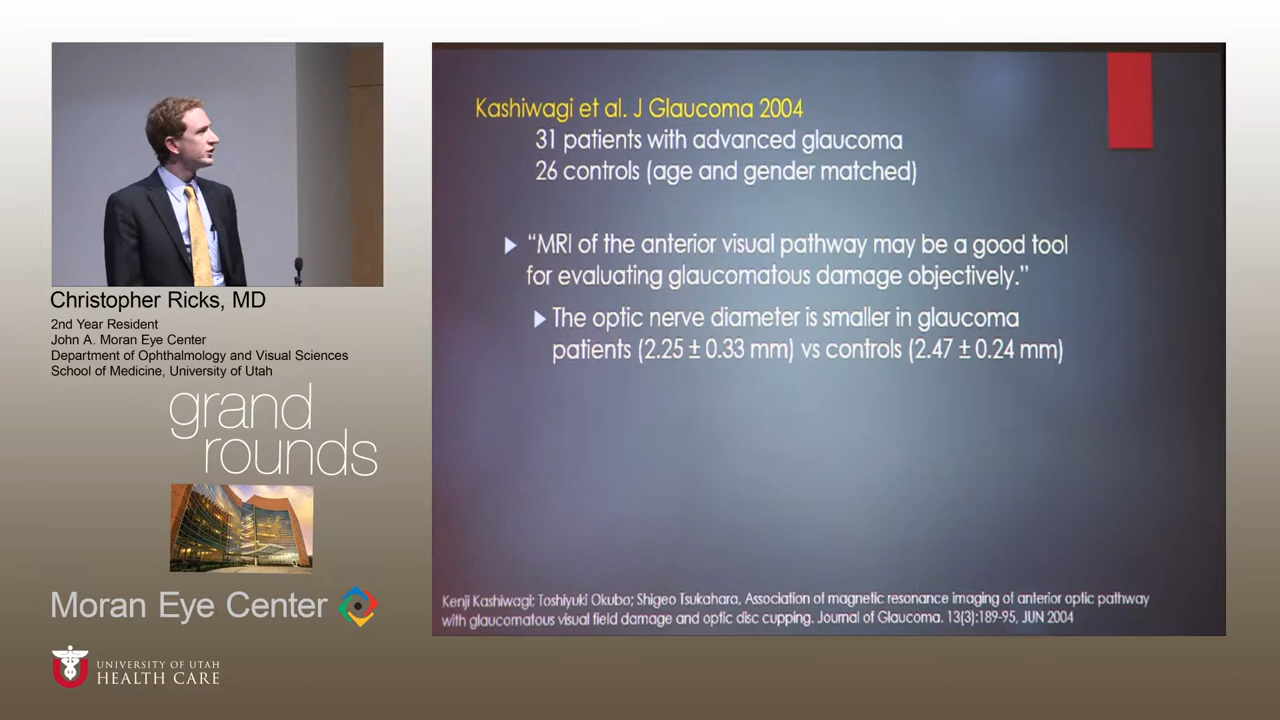 Kashiwagi et al. J Glaucoma 2004
31 patients with advanced glaucoma
26 controls (age and gender matched)
“MRI of the anterior visual pathway may be a good tool
for evaluating glaucomatous damage objectively.”
The optic nerve diameter is smaller in glaucoma
patients (2.25 ± 0.33 mm) vs controls (2.47 ± 0.24 mm)
Kenji Kashiwagi; Toshiyuki Okubo; Shigeo Tsukahara, Association of magnetic resonance imaging of anterior optic pathway
with glaucomatous visual field damage and optic disc cupping. Journal of Glaucoma. 13(3):189-95, JUN 2004
Christopher Ricks, MD
2nd Year Resident
John A. Moran Eye Center
Department of Ophthalmology and Visual Sciences
School of Medicine, University of Utah
grand
rounds
Moran Eye Center
UNIVERSITY OF UTAH
HEALTH CARE